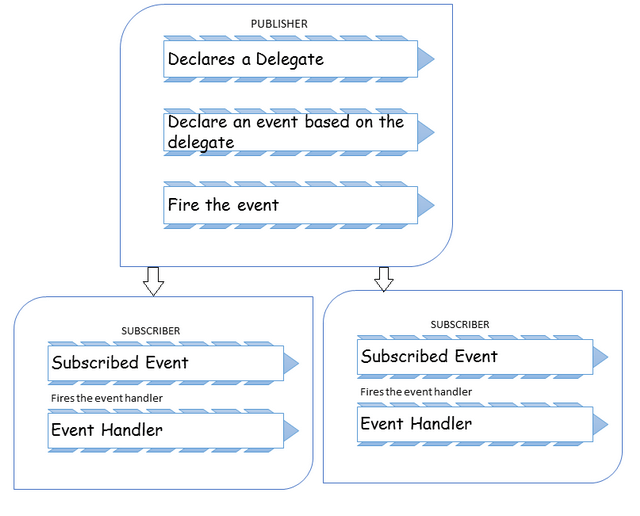 PUBLISHER
Declares a Delegate
Declare an event based on the
delegate
Fire the event
SUBSCRIBER
Subscribed Event
Fires the event handler
Event Handler
SUBSCRIBER
Subscribed Event
Fires the event handler
Event Handler